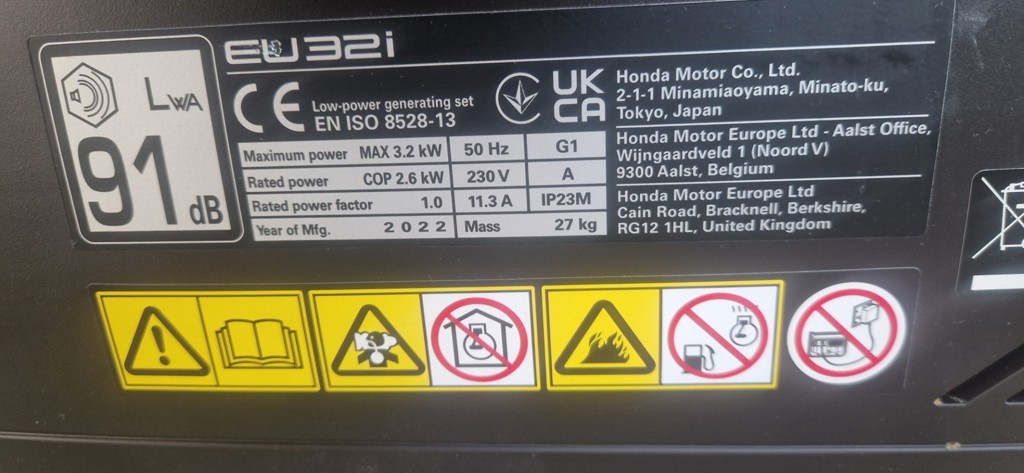 EU32i
LWA
91 dB
CE
Low-power generating set
EN ISO 8528-13
UK
CA
Maximum power MAX 3.2 kW 50 Hz G1
Rated power COP 2.6 kW 230 V A
Rated power factor 1.0 11.3 A IP23M
Year of Mfg. 2022 Mass 27 kg
Honda Motor Co., Ltd.
2-1-1 Minamiaoyama, Minato-ku,
Tokyo, Japan
Honda Motor Europe Ltd - Aalst Office,
Wijngaardveld 1 (Noord V)
9300 Aalst, Belgium
Honda Motor Europe Ltd
Cain Road, Bracknell, Berkshire,
RG12 1HL, United Kingdom